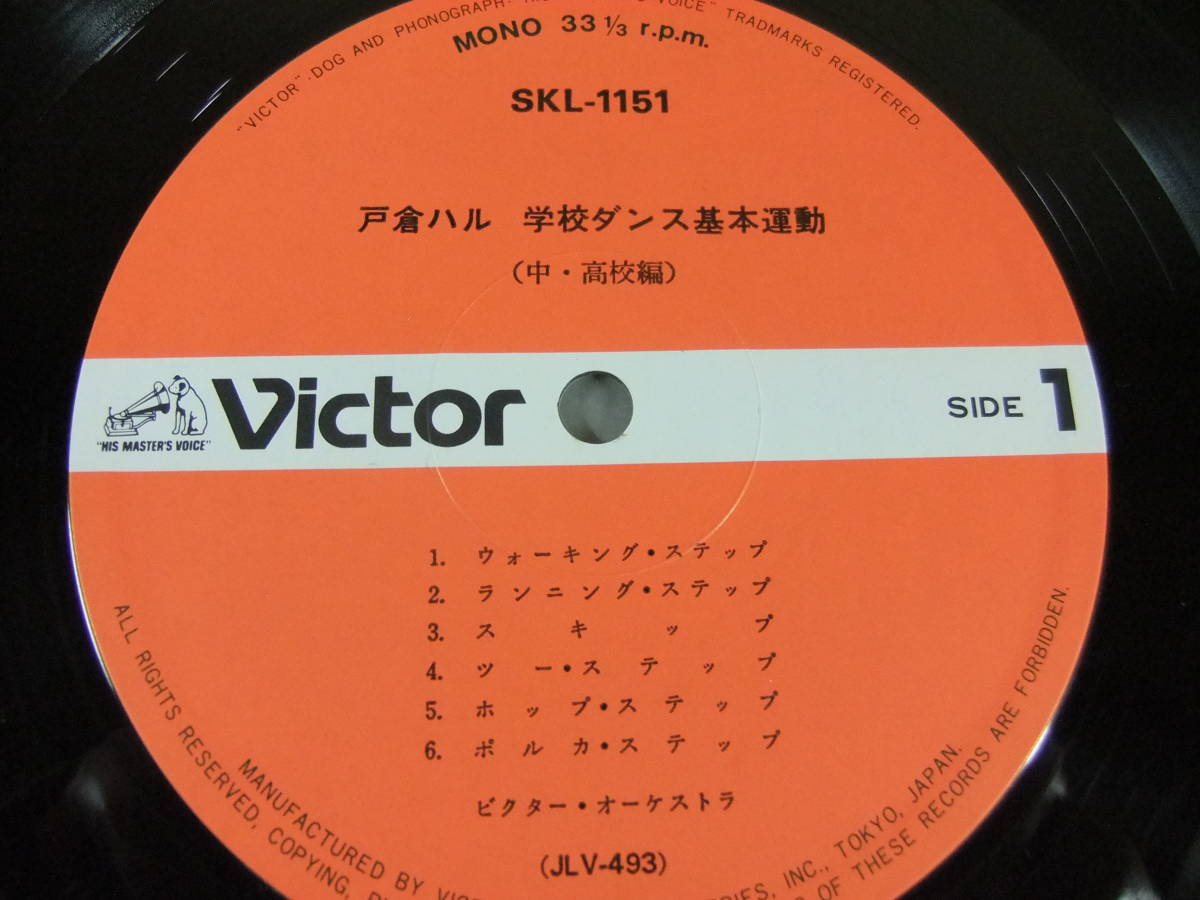 "VICTOR" · DOG AND PHONOGRAPH · VOICE" TRADMARKS REGISTERED.
MONO 33 1/3 r.p.m.
SKL-1151
戸倉ハル 学校ダンス基本運動
(中・高校編)
"HIS MASTER'S VOICE"
Victor
SIDE 1
1. ウォーキング・ステップ
2. ランニング・ステップ
3. スキップ
4. ツー・ステップ
5. ホップ・ステップ
6. ポルカ・ステップ
ビクター・オーケストラ
(JLV-493)
MANUFACTURED BY INC., TOKYO, JAPAN.
ALL RIGHTS RESERVED, COPYING, OF THESE RECORDS ARE FORBIDDEN.